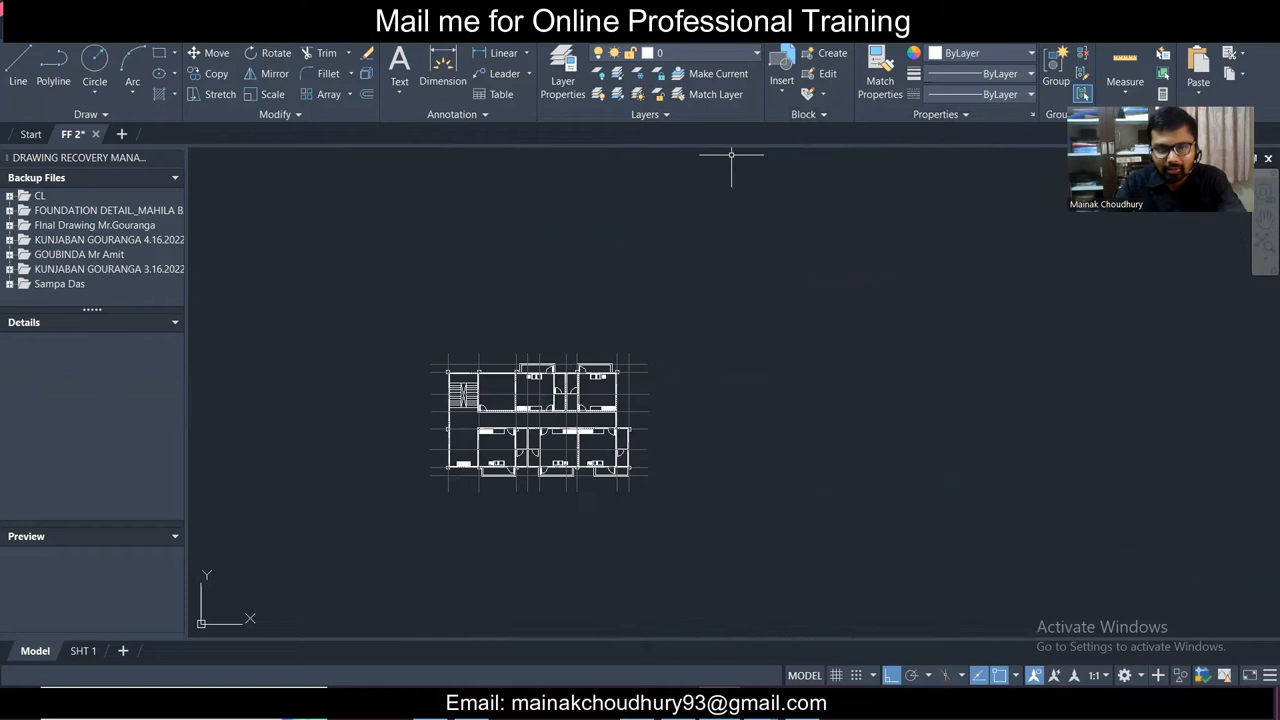 Mail me for Online Professional Training
Line
Polyline
Circle
Arc
Move
Rotate
Trim
Copy
Mirror
Fillet
Stretch
Scale
Array
Text
Dimension
Linear
Leader
Table
Layer
Properties
0
Make Current
Match Layer
Insert
Create
Edit
Match
Properties
ByLayer
ByLayer
ByLayer
Group
Measure
Paste
Draw
Modify
Annotation
Layers
Block
Properties
Start
FF 2*
DRAWING RECOVERY MANA...
Backup Files
CL
FOUNDATION DETAIL_MAHILA B
FInal Drawing Mr.Gouranga
KUNJABAN GOURANGA 4.16.2022
GOUBINDA Mr Amit
KUNJABAN GOURANGA 3.16.2022
Sampa Das
Details
Preview
Mainak Choudhury
Y
X
Activate Windows
Go to Settings to activate Windows.
Model
SHT 1
MODEL
1:1
Email: mainakchoudhury93@gmail.com